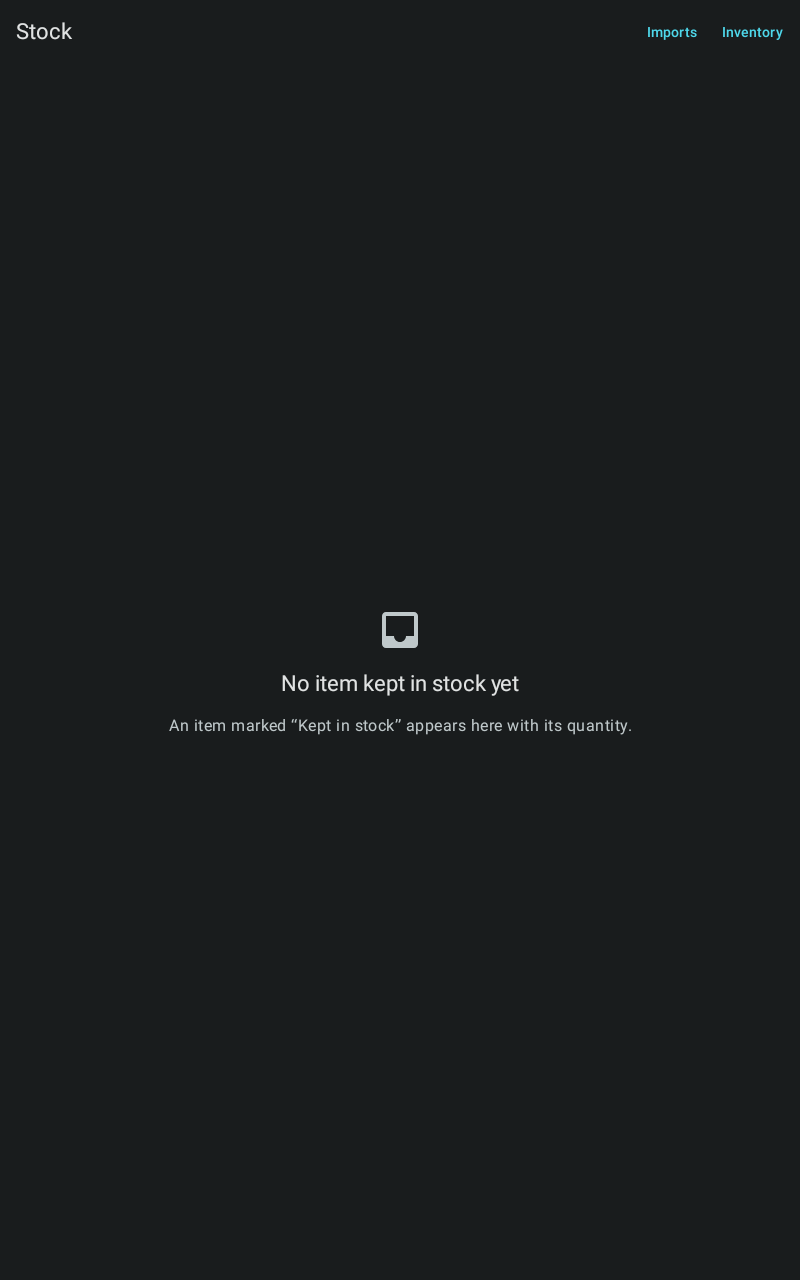 Stock
Imports
Inventory
No item kept in stock yet
An item marked “Kept in stock” appears here with its quantity.